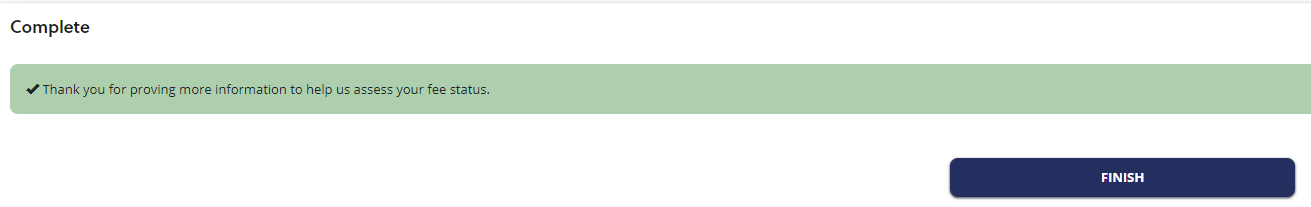 Complete
✔ Thank you for proving more information to help us assess your fee status.
FINISH